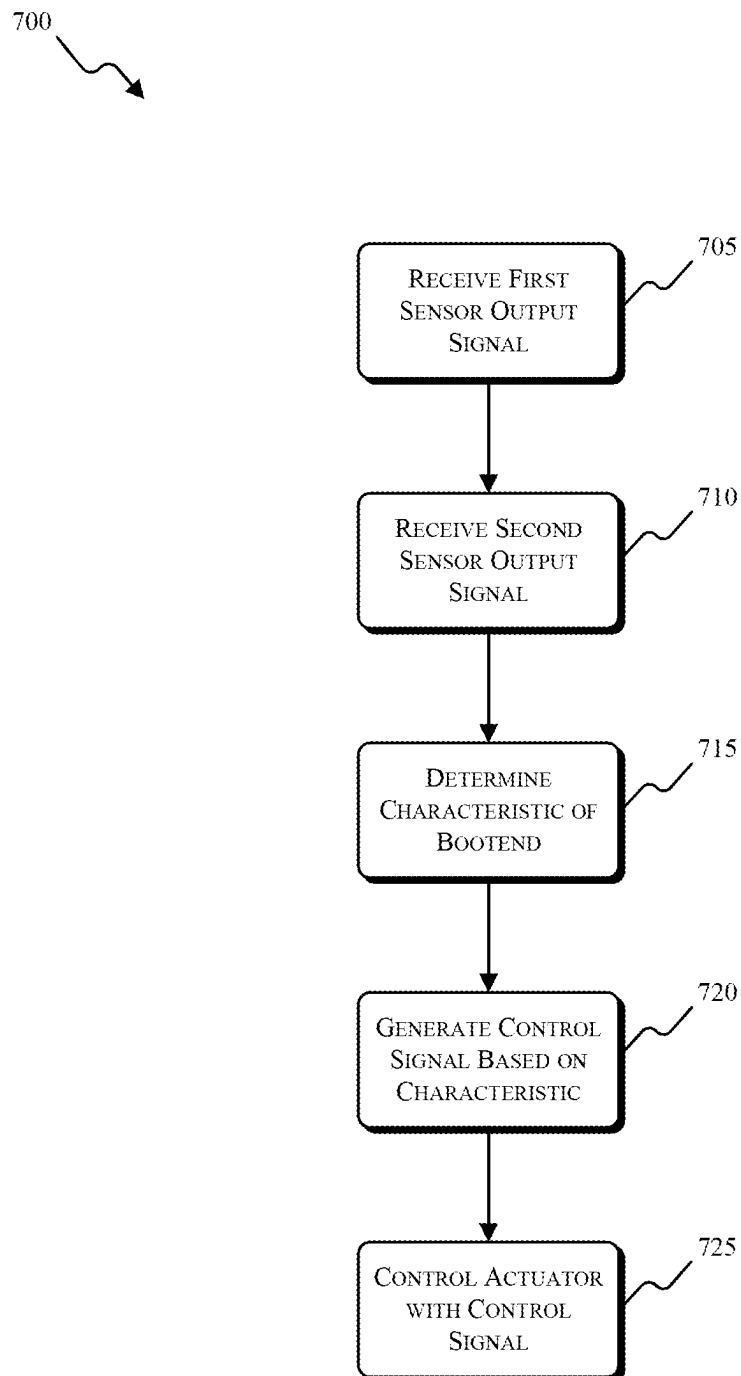 700
705
RECEIVE FIRST
SENSOR OUTPUT
SIGNAL
710
RECEIVE SECOND
SENSOR OUTPUT
SIGNAL
715
DETERMINE
CHARACTERISTIC OF
BOOTEND
720
GENERATE CONTROL
SIGNAL BASED ON
CHARACTERISTIC
725
CONTROL ACTUATOR
WITH CONTROL
SIGNAL